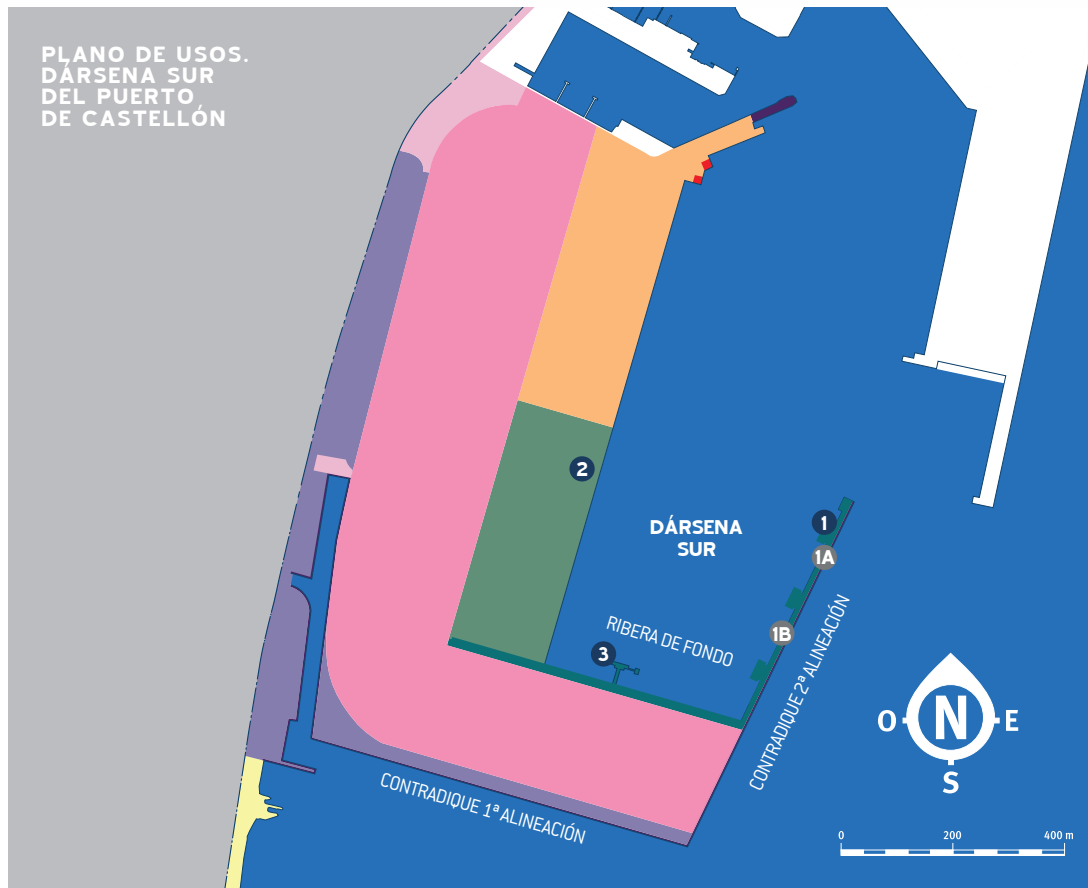 PLANO DE USOS.
DÁRSENA SUR
DEL PUERTO
DE CASTELLÓN
2
DÁRSENA
SUR
1
1A
1B
RIBERA DE FONDO
3
CONTRADIQUE 2ª ALINEACIÓN
CONTRADIQUE 1ª ALINEACIÓN
O N E
S
0 200 400 m